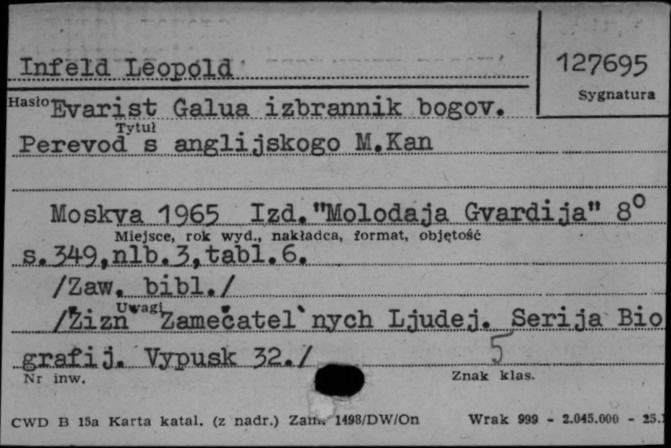 Infeld Leopold
127695
Sygnatura
Hasło
Evarist Galua izbrannik bogov.
Tytuł
Perevod s anglijskogo M.Kan
Moskva 1965 Izd."Molodaja Gvardija" 8°
Miejsce, rok wyd., nakładca, format, objętość
s.349,nlb.3,tabl.6.
/Zaw. bibl./
Uwagi
/Žizn Zamečatel`nych Ljudej. Serija Bio
grafij. Vypusk 32./
5
Nr inw.
Znak klas.
CWD B 15a Karta katal. (z nadr.) Zam. 1498/DW/On
Wrak 999 - 2.045.000 - 25.